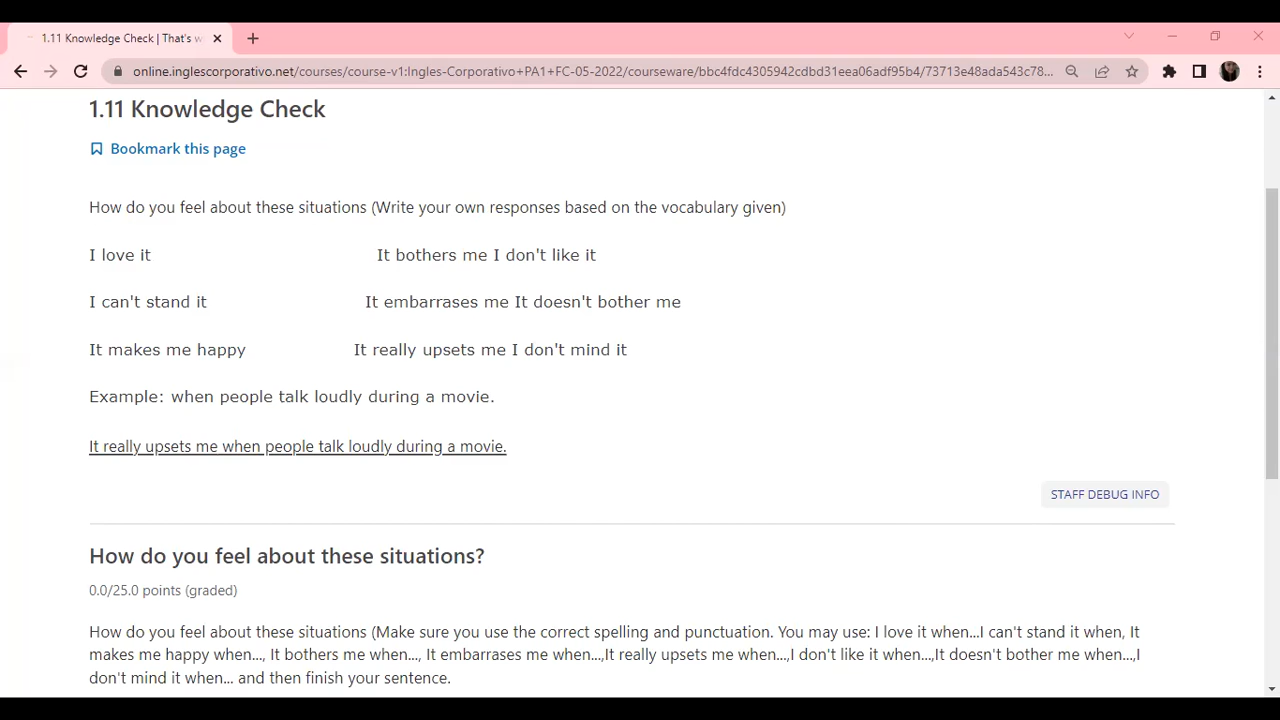 1.11 Knowledge Check | That's w
online.inglescorporativo.net/courses/course-v1:Ingles-Corporativo+PA1+FC-05-2022/courseware/bbc4fdc4305942cdbd31eea06adf95b4/73713e48ada543c78...
1.11 Knowledge Check
Bookmark this page
How do you feel about these situations (Write your own responses based on the vocabulary given)
I love it It bothers me I don't like it
I can't stand it It embarrases me It doesn't bother me
It makes me happy It really upsets me I don't mind it
Example: when people talk loudly during a movie.
It really upsets me when people talk loudly during a movie.
STAFF DEBUG INFO
How do you feel about these situations?
0.0/25.0 points (graded)
How do you feel about these situations (Make sure you use the correct spelling and punctuation. You may use: I love it when...I can't stand it when, It
makes me happy when..., It bothers me when..., It embarrases me when...,It really upsets me when...,I don't like it when...,It doesn't bother me when...,I
don't mind it when... and then finish your sentence.